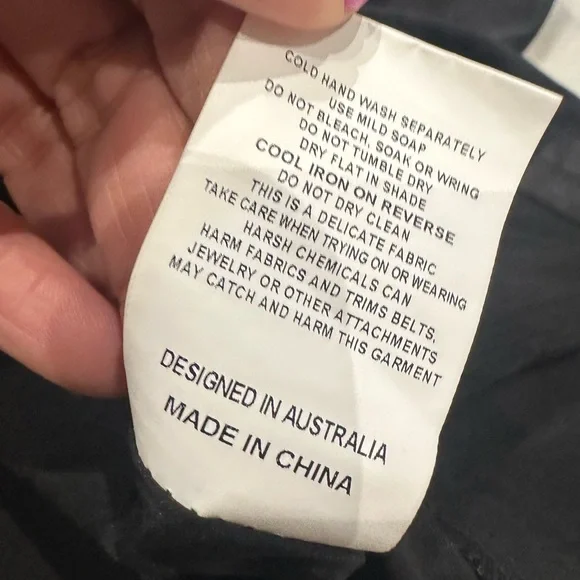 COLD HAND WASH SEPARATELY
USE MILD SOAP
DO NOT BLEACH, SOAK OR WRING
DO NOT TUMBLE DRY
DRY FLAT IN SHADE
COOL IRON ON REVERSE
DO NOT DRY CLEAN
THIS IS A DELICATE FABRIC
TAKE CARE WHEN TRYING ON OR WEARING
HARSH CHEMICALS CAN
HARM FABRICS AND TRIMS BELTS,
JEWELRY OR OTHER ATTACHMENTS
MAY CATCH AND HARM THIS GARMENT
DESIGNED IN AUSTRALIA
MADE IN CHINA